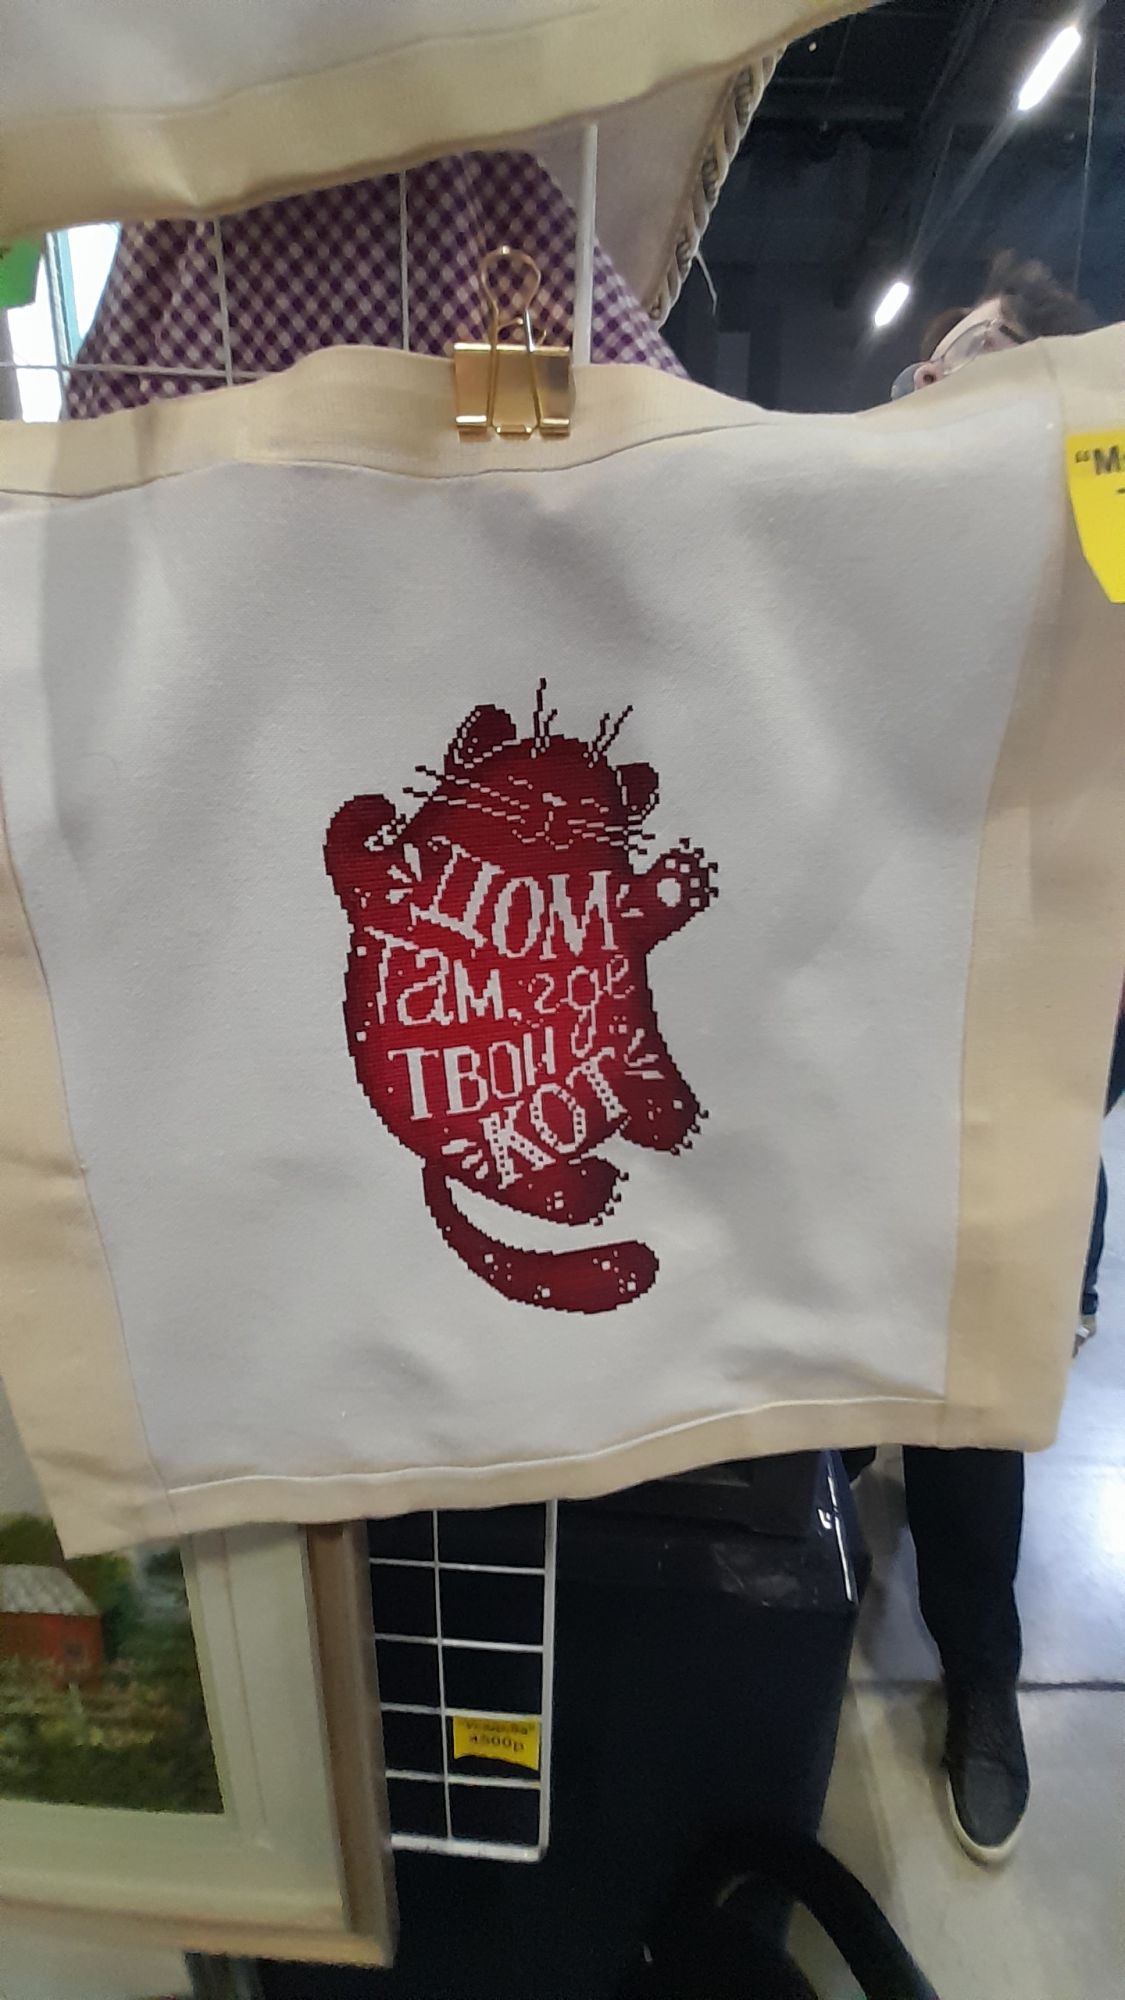 "М
Дом
там, где
твой
кот